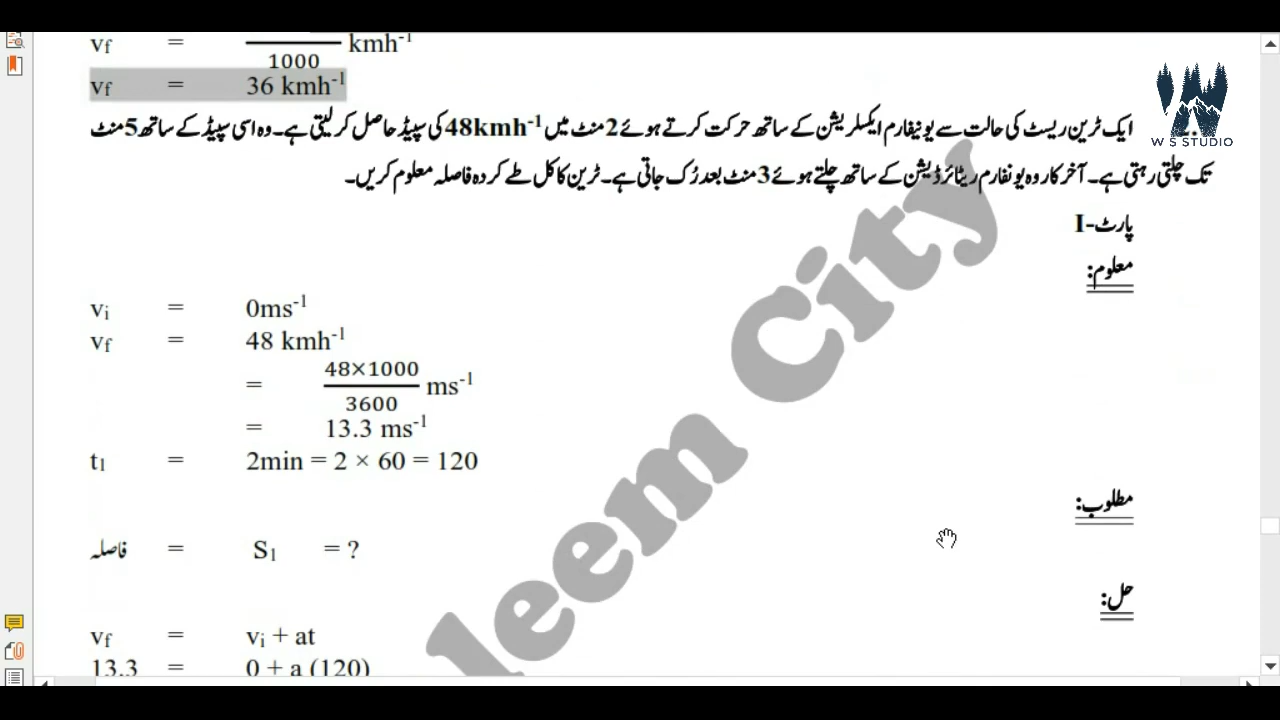 vf = 1000 kmh-1
vf = 36 kmh-1
W S STUDIO
ایک ٹرین ریسٹ کی حالت سے یونیفارم ایکسلریشن کے ساتھ حرکت کرتے ہوئے 2 منٹ میں 48kmh-1 کی سپیڈ حاصل کر لیتی ہے۔ وہ اسی سپیڈ کے ساتھ 5 منٹ
تک چلتی رہتی ہے۔ آخر کار وہ یونفارم ریٹارڈیشن کے ساتھ چلتے ہوئے 3 منٹ بعد رُک جاتی ہے۔ ٹرین کا کل طے کردہ فاصلہ معلوم کریں۔
پارٹ-I
معلوم:
vi = 0ms-1
vf = 48 kmh-1
= 48×1000
3600 ms-1
= 13.3 ms-1
t1 = 2min = 2 × 60 = 120
مطلوب:
فاصلہ = S1 = ?
حل:
vf = vi + at
13.3 = 0 + a (120)
leem City